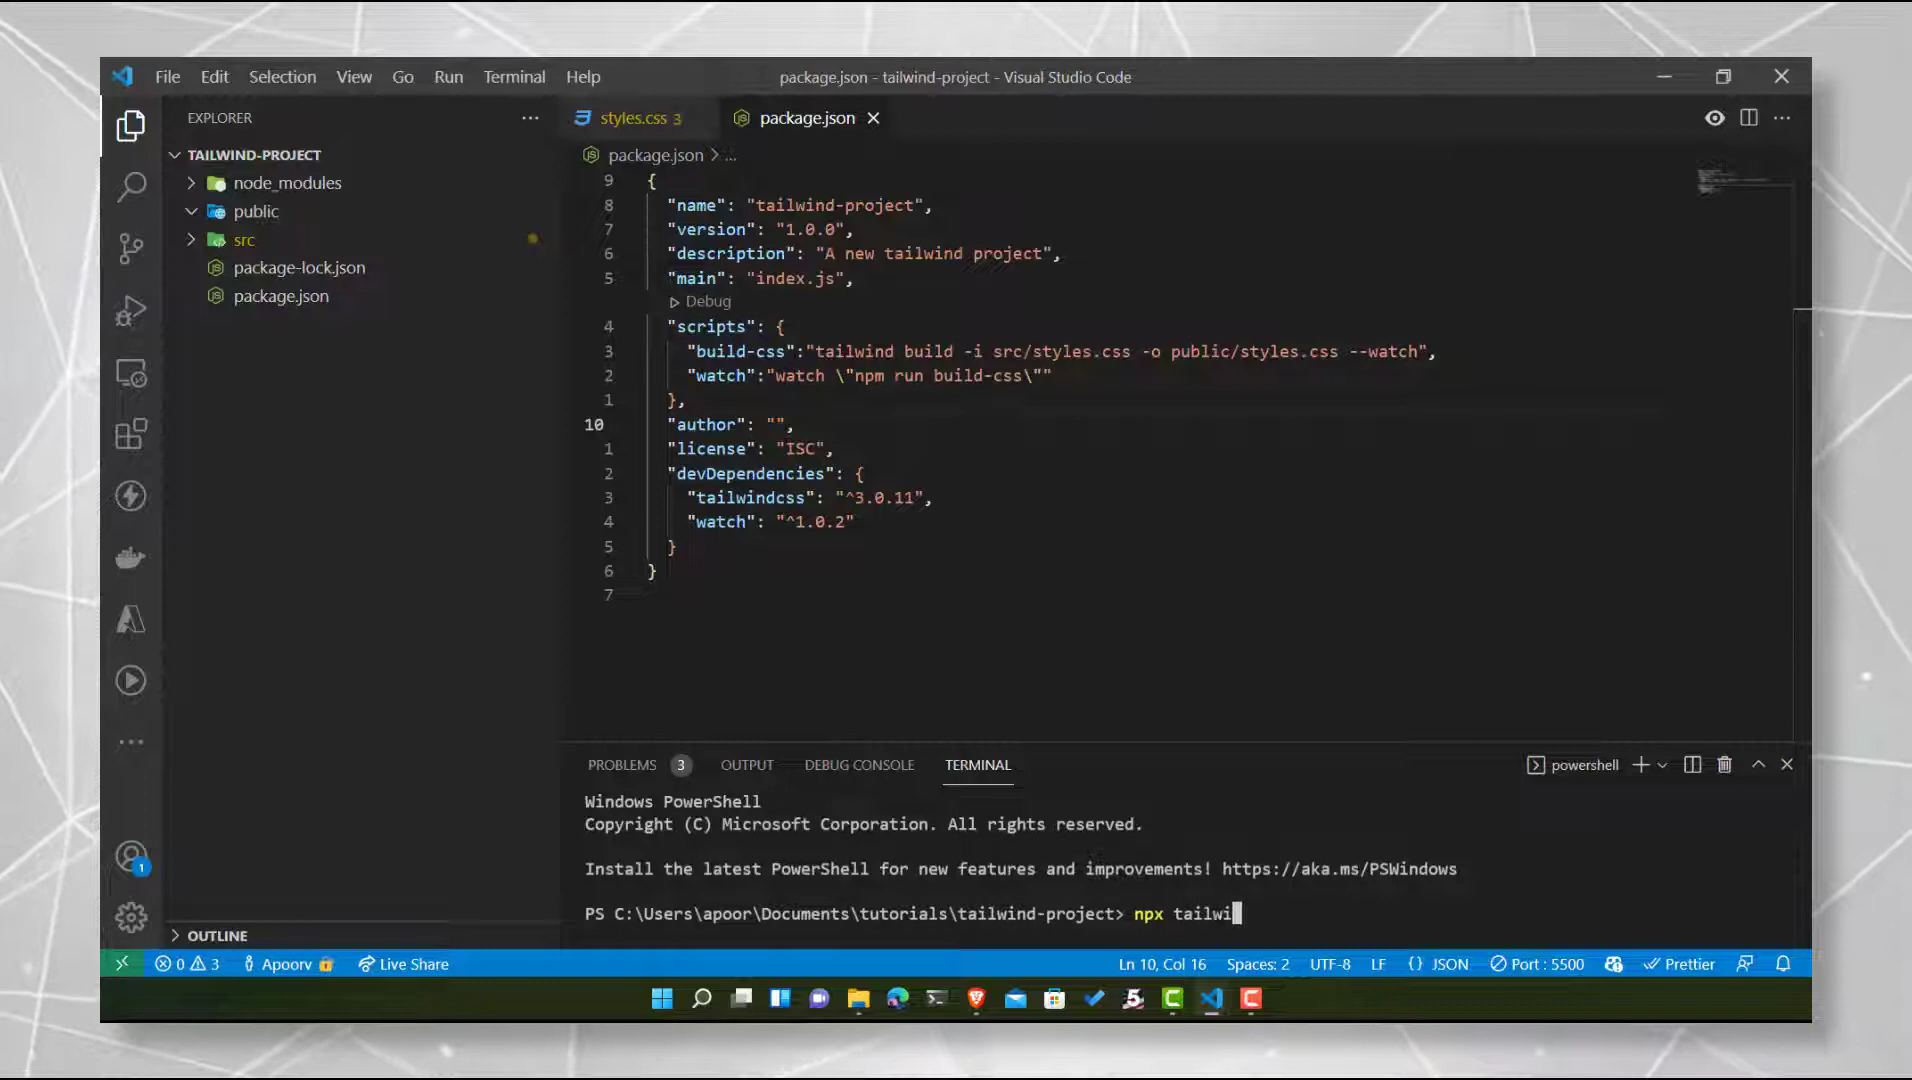 File Edit Selection View Go Run Terminal Help
package.json - tailwind-project - Visual Studio Code
EXPLORER
TAILWIND-PROJECT
node_modules
public
src
package-lock.json
package.json
OUTLINE
styles.css 3
package.json
package.json > ...
9 {
8 "name": "tailwind-project",
7 "version": "1.0.0",
6 "description": "A new tailwind project",
5 "main": "index.js",
Debug
4 "scripts": {
3 "build-css":"tailwind build -i src/styles.css -o public/styles.css --watch",
2 "watch":"watch \"npm run build-css\""
1 },
10 "author": "",
1 "license": "ISC",
2 "devDependencies": {
3 "tailwindcss": "^3.0.11",
4 "watch": "^1.0.2"
5 }
6 }
7
PROBLEMS 3 OUTPUT DEBUG CONSOLE TERMINAL
powershell
Windows PowerShell
Copyright (C) Microsoft Corporation. All rights reserved.
Install the latest PowerShell for new features and improvements! https://aka.ms/PSWindows
PS C:\Users\apoor\Documents\tutorials\tailwind-project> npx tailwi
1
0 3 Apoorv Live Share
Ln 10, Col 16 Spaces: 2 UTF-8 LF {} JSON Port : 5500 Prettier